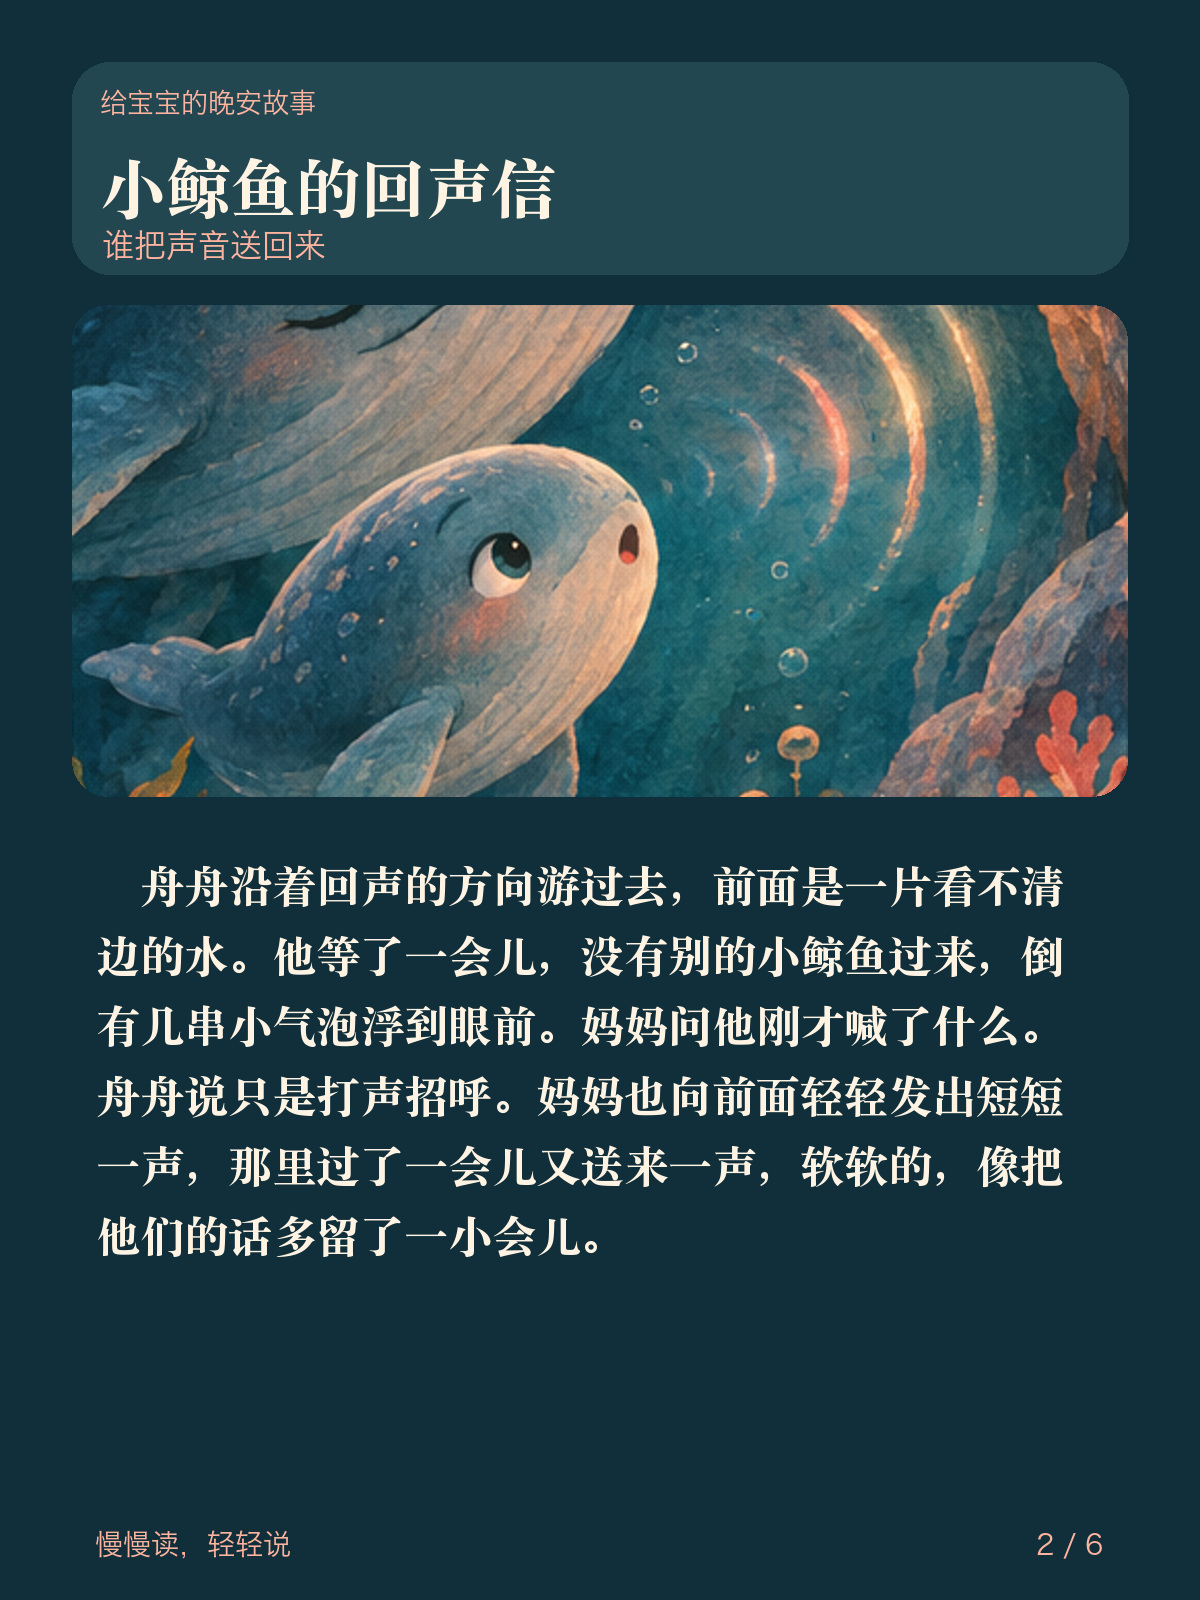 给宝宝的晚安故事
小鲸鱼的回声信
谁把声音送回来
舟舟沿着回声的方向游过去，前面是一片看不清
边的水。他等了一会儿，没有别的小鲸鱼过来，倒
有几串小气泡浮到眼前。妈妈问他刚才喊了什么。
舟舟说只是打声招呼。妈妈也向前面轻轻发出短短
一声，那里过了一会儿又送来一声，软软的，像把
他们的话多留了一小会儿。
慢慢读，轻轻说
2 / 6